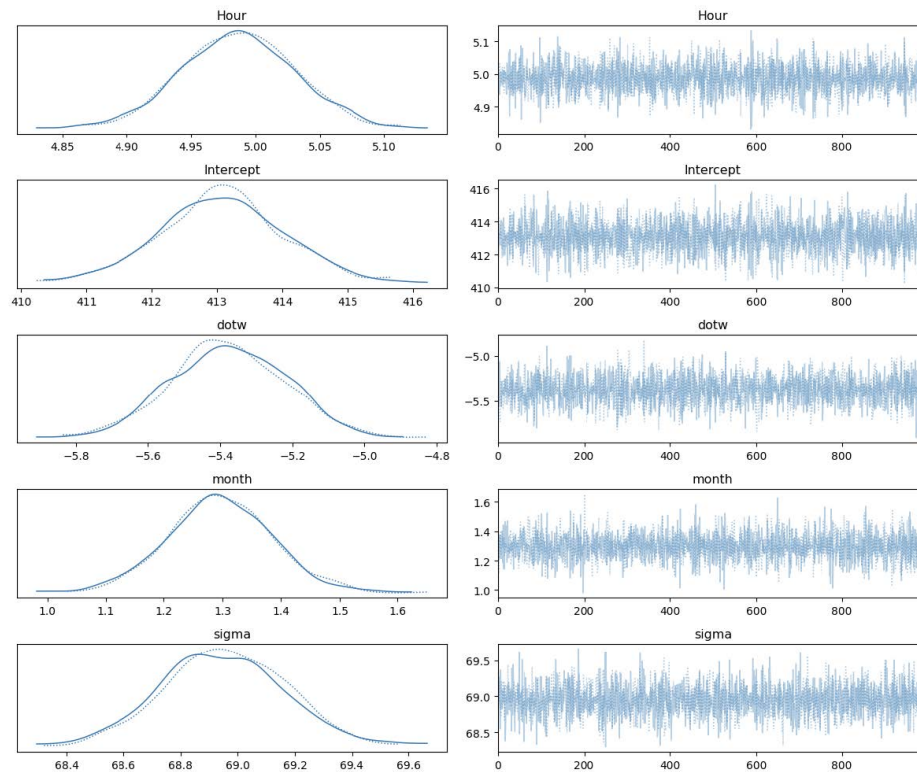 Hour
4.85 4.90 4.95 5.00 5.05 5.10
Hour
5.1
5.0
4.9
0 200 400 600 800
Intercept
410 411 412 413 414 415 416
Intercept
416
414
412
410
0 200 400 600 800
dotw
−5.8 −5.6 −5.4 −5.2 −5.0 −4.8
dotw
−5.0
−5.5
0 200 400 600 800
month
1.0 1.1 1.2 1.3 1.4 1.5 1.6
month
1.6
1.4
1.2
1.0
0 200 400 600 800
sigma
68.4 68.6 68.8 69.0 69.2 69.4 69.6
sigma
69.5
69.0
68.5
0 200 400 600 800